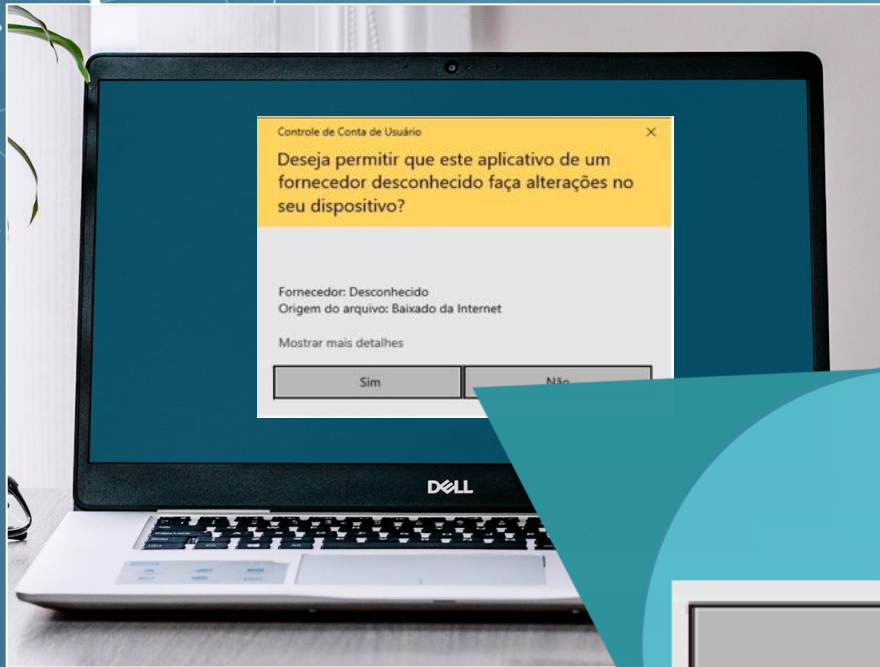 Controle de Conta de Usuário
Deseja permitir que este aplicativo de um
fornecedor desconhecido faça alterações no
seu dispositivo?
Fornecedor: Desconhecido
Origem do arquivo: Baixado da Internet
Mostrar mais detalhes
Sim
Não
DELL